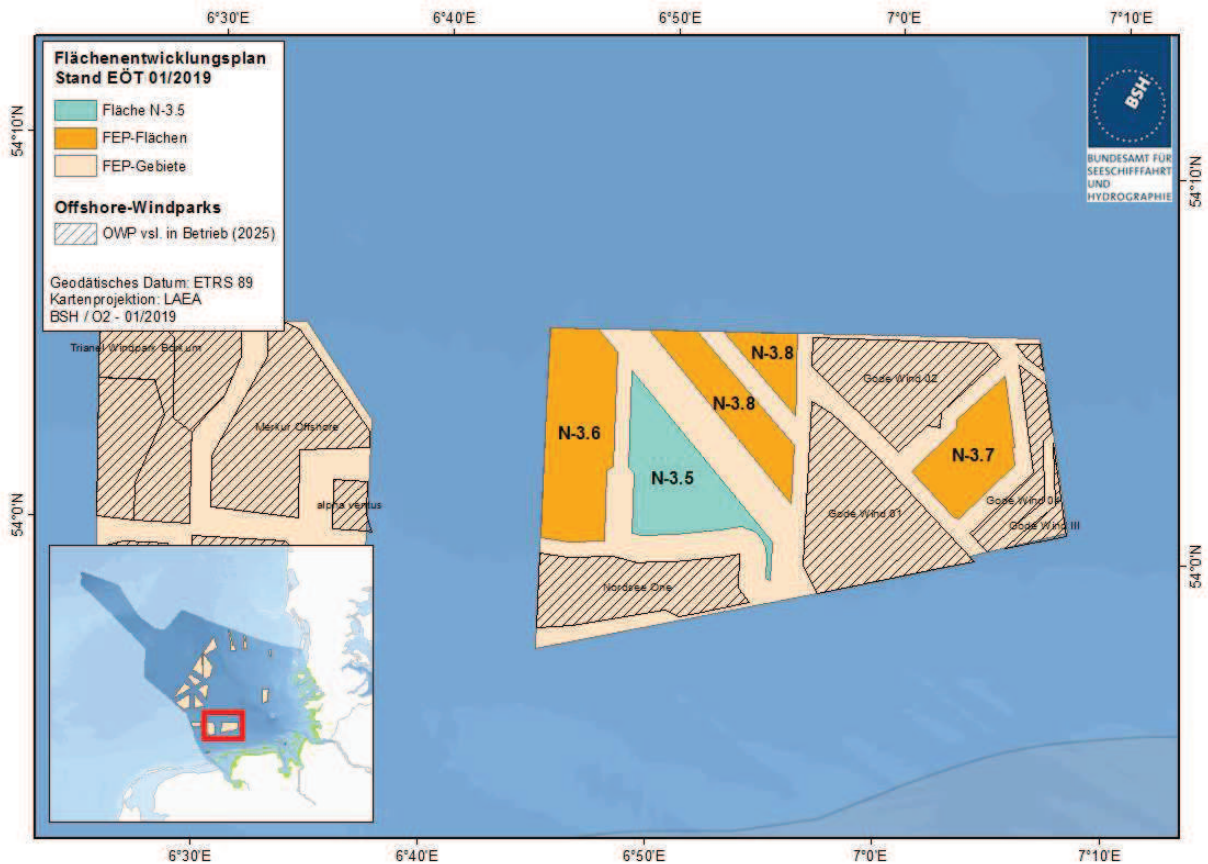 6°30'E 6°40'E 6°50'E 7°0'E 7°10'E
Flächenentwicklungsplan
Stand EÖT 01/2019
Fläche N-3.5
FEP-Flächen
FEP-Gebiete
Offshore-Windparks
OWP vsl. in Betrieb (2025)
Geodätisches Datum: ETRS 89
Kartenprojektion: LAEA
BSH / O2 - 01/2019
BSH
BUNDESAMT FÜR
SEESCHIFFFAHRT
UND
HYDROGRAPHIE
54°10'N
54°10'N
Trianel Windpark Borkum
N-3.8
Gode Wind 02
N-3.8
Merkur Offshore
N-3.6
N-3.7
N-3.5
alpha ventus
Gode Wind 04
Gode Wind 01
Gode Wind III
54°0'N
54°0'N
Nordsee One
6°30'E 6°40'E 6°50'E 7°0'E 7°10'E